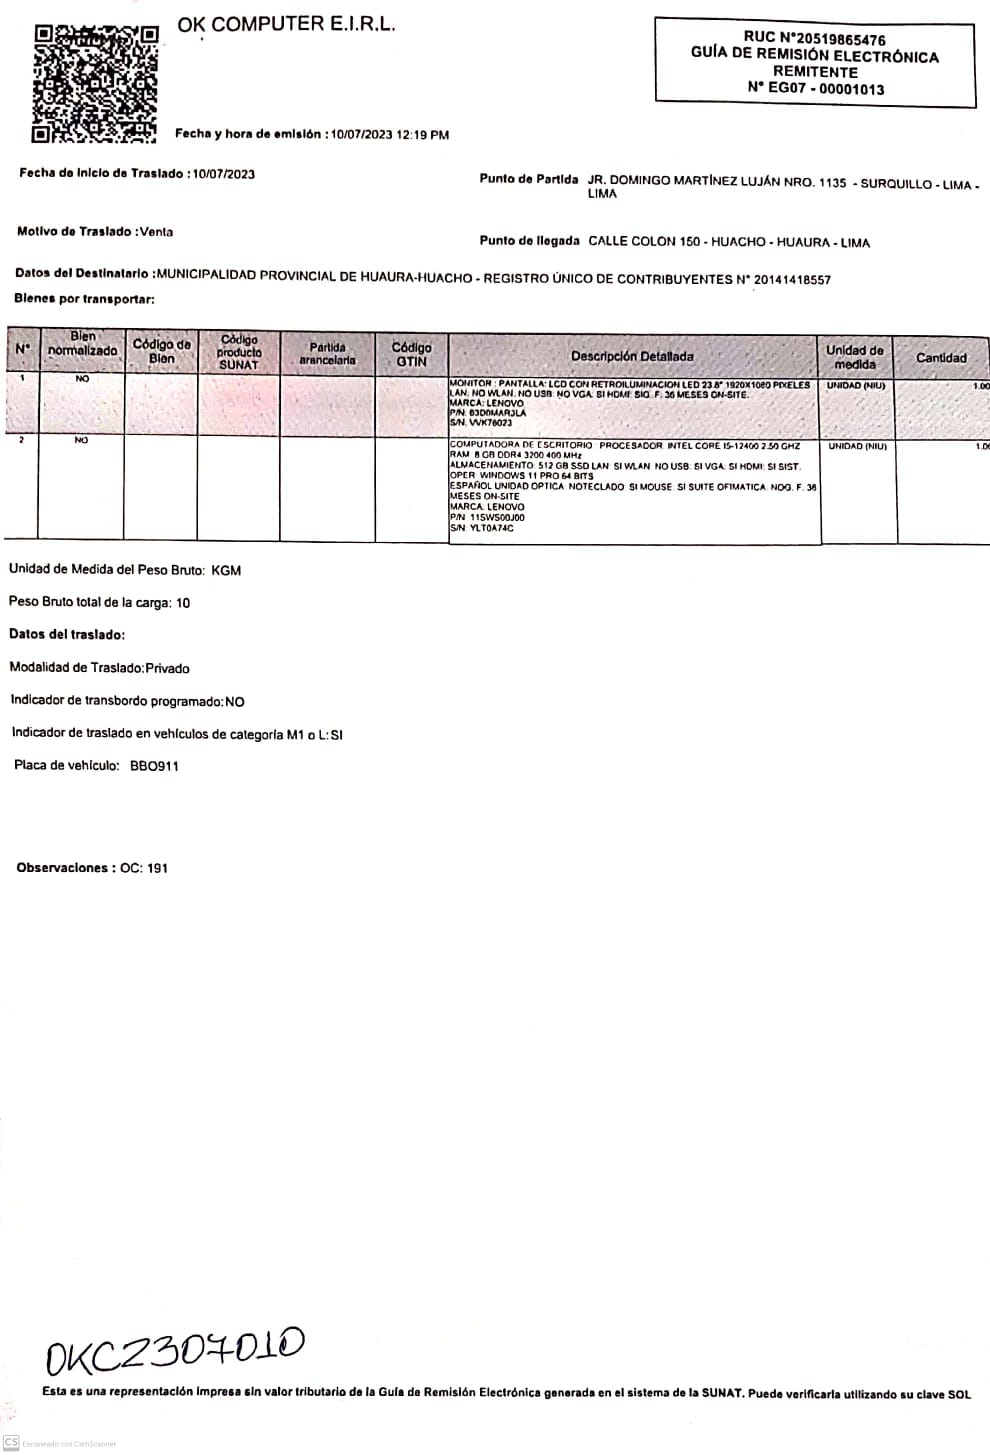 OK COMPUTER E.I.R.L.
RUC N°20519865476
GUÍA DE REMISIÓN ELECTRÓNICA
REMITENTE
N° EG07 - 00001013
Fecha y hora de emisión : 10/07/2023 12:19 PM
Fecha de Inicio de Traslado : 10/07/2023
Punto de Partida JR. DOMINGO MARTÍNEZ LUJÁN NRO. 1135 - SURQUILLO - LIMA -
LIMA
Motivo de Traslado :Venta
Punto de llegada CALLE COLON 150 - HUACHO - HUAURA - LIMA
Datos del Destinatario :MUNICIPALIDAD PROVINCIAL DE HUAURA-HUACHO - REGISTRO ÚNICO DE CONTRIBUYENTES N° 20141418557
Bienes por transportar:
N° Bien normalizado Código de Bien Código producto SUNAT Partida arancelaria Código GTIN Descripción Detallada Unidad de medida Cantidad
1 NO MONITOR : PANTALLA: LCD CON RETROILUMINACION LED 23.8" 1920X1080 PIXELES UNIDAD (NIU) 1.00
LAN: NO WLAN: NO USB: NO VGA: SI HDMI: SIG. F: 36 MESES ON-SITE.
MARCA: LENOVO
P/N: 63D0MAR3LA
S/N: VVK76023
2 NO COMPUTADORA DE ESCRITORIO : PROCESADOR: INTEL CORE I5-12400 2.50 GHZ UNIDAD (NIU) 1.00
RAM: 8 GB DDR4 3200 400 MHz
ALMACENAMIENTO: 512 GB SSD LAN: SI WLAN: NO USB: SI VGA: SI HDMI: SI SIST.
OPER: WINDOWS 11 PRO 64 BITS
ESPAÑOL UNIDAD OPTICA: NOTECLADO: SI MOUSE: SI SUITE OFIMATICA: NOG. F: 36
MESES ON-SITE
MARCA: LENOVO
P/N: 11SWS00J00
S/N: YLT0A74C
Unidad de Medida del Peso Bruto: KGM
Peso Bruto total de la carga: 10
Datos del traslado:
Modalidad de Traslado:Privado
Indicador de transbordo programado:NO
Indicador de traslado en vehículos de categoría M1 o L:SI
Placa de vehículo: BBO911
Observaciones : OC: 191
OKC2307010
Esta es una representación impresa sin valor tributario de la Guía de Remisión Electrónica generada en el sistema de la SUNAT. Puede verificarla utilizando su clave SOL
CS Escaneado con CamScanner